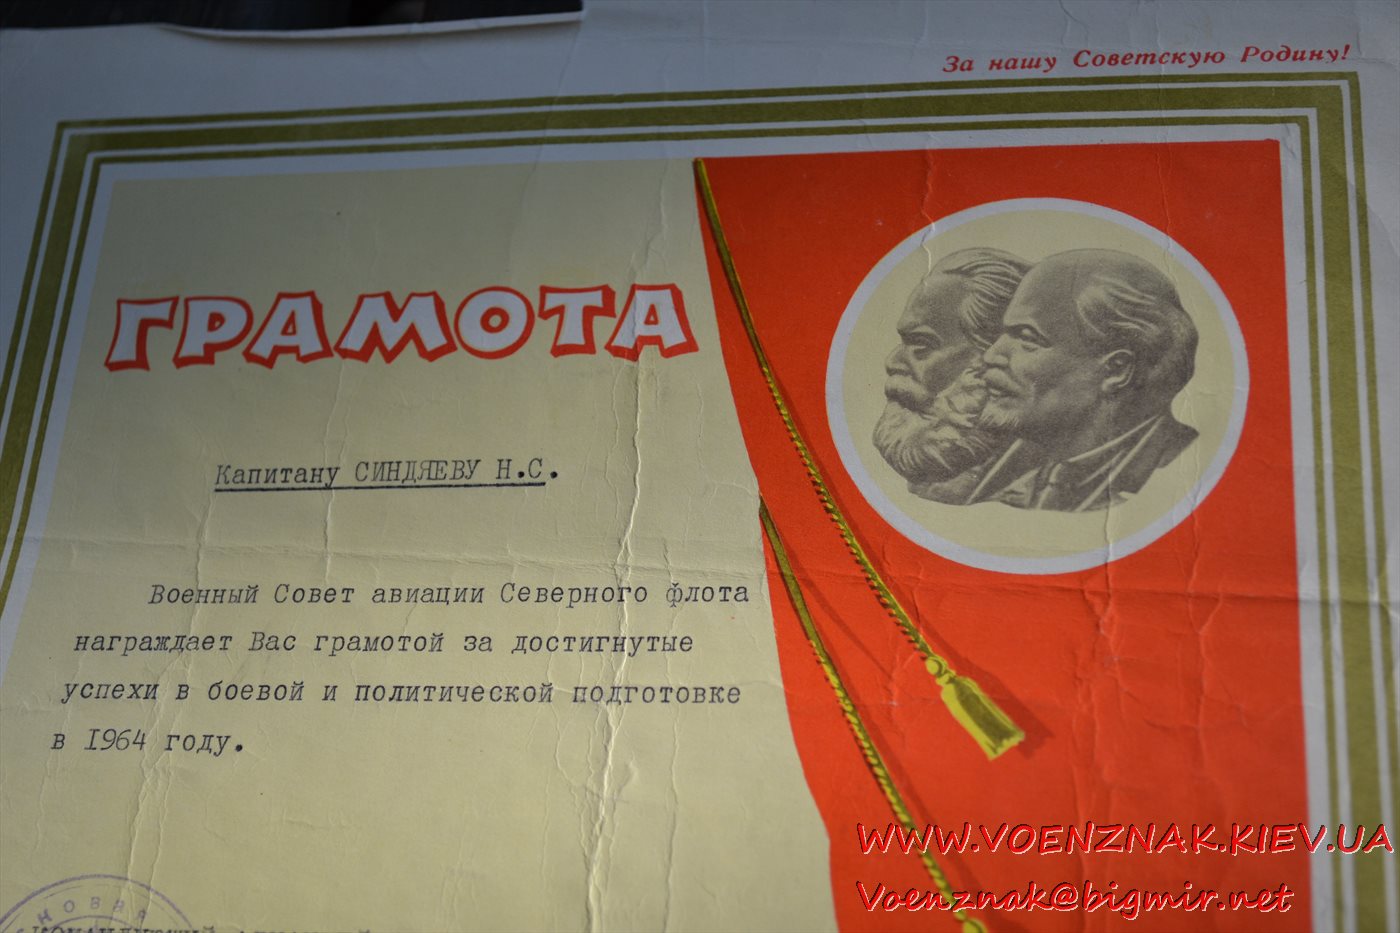 За нашу Советскую Родину!
ГРАМОТА
Капитану СИНДЯЕВУ Н.С.
Военный Совет авиации Северного флота
награждает Вас грамотой за достигнутые
успехи в боевой и политической подготовке
в 1964 году.
WWW.VOENZNAK.KIEV.UA
Voenznak@bigmir.net